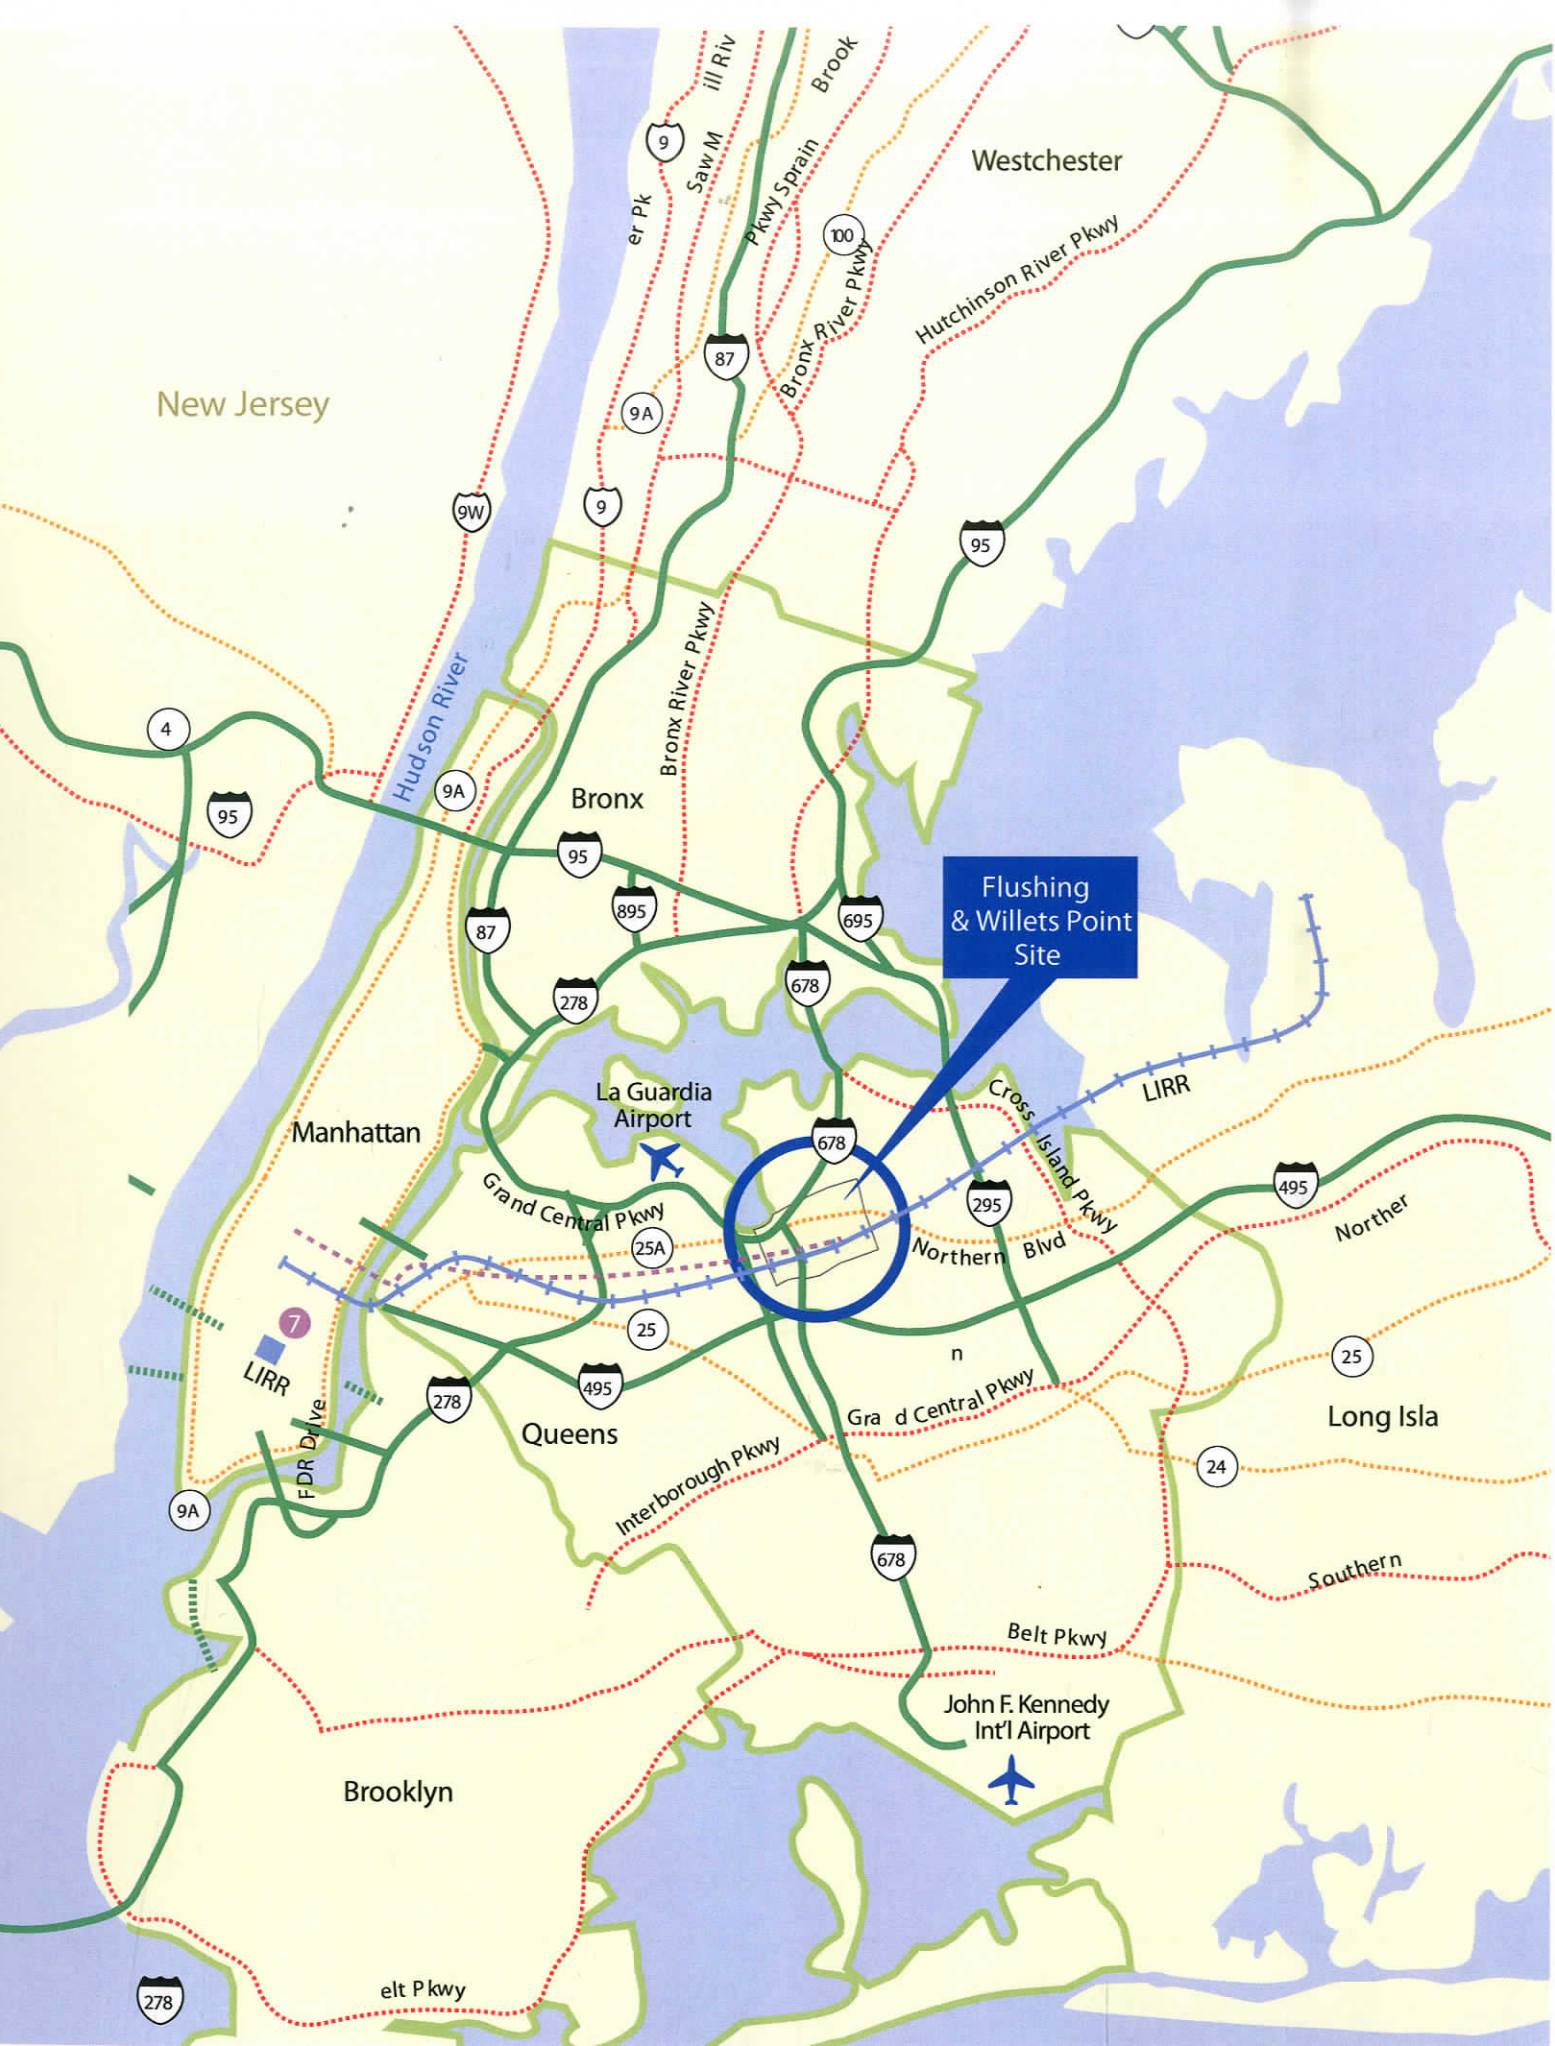 ill Riv
Brook
9
Saw M
Pkwy Sprain
Westchester
er Pk
100
Hutchinson River Pkwy
Bronx River Pkwy
87
New Jersey
9A
9W
9
95
Bronx River Pkwy
Hudson River
4
9A
95
Bronx
95
895
695
87
Flushing
& Willets Point
Site
678
278
La Guardia
Airport
LIRR
Cross Island Pkwy
Manhattan
678
Grand Central Pkwy
495
295
25A
Northern Blvd
Norther
7
25
LIRR
n
25
278
495
Gra d Central Pkwy
Long Isla
FDR Drive
Queens
Interborough Pkwy
24
9A
678
Southern
Belt Pkwy
John F. Kennedy
Int'l Airport
Brooklyn
elt Pkwy
278